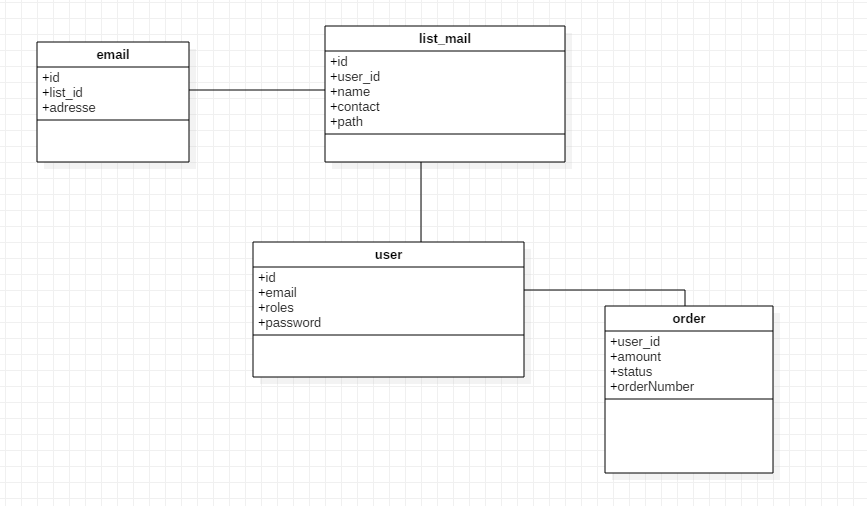 email
+id
+list_id
+adresse
list_mail
+id
+user_id
+name
+contact
+path
user
+id
+email
+roles
+password
order
+user_id
+amount
+status
+orderNumber